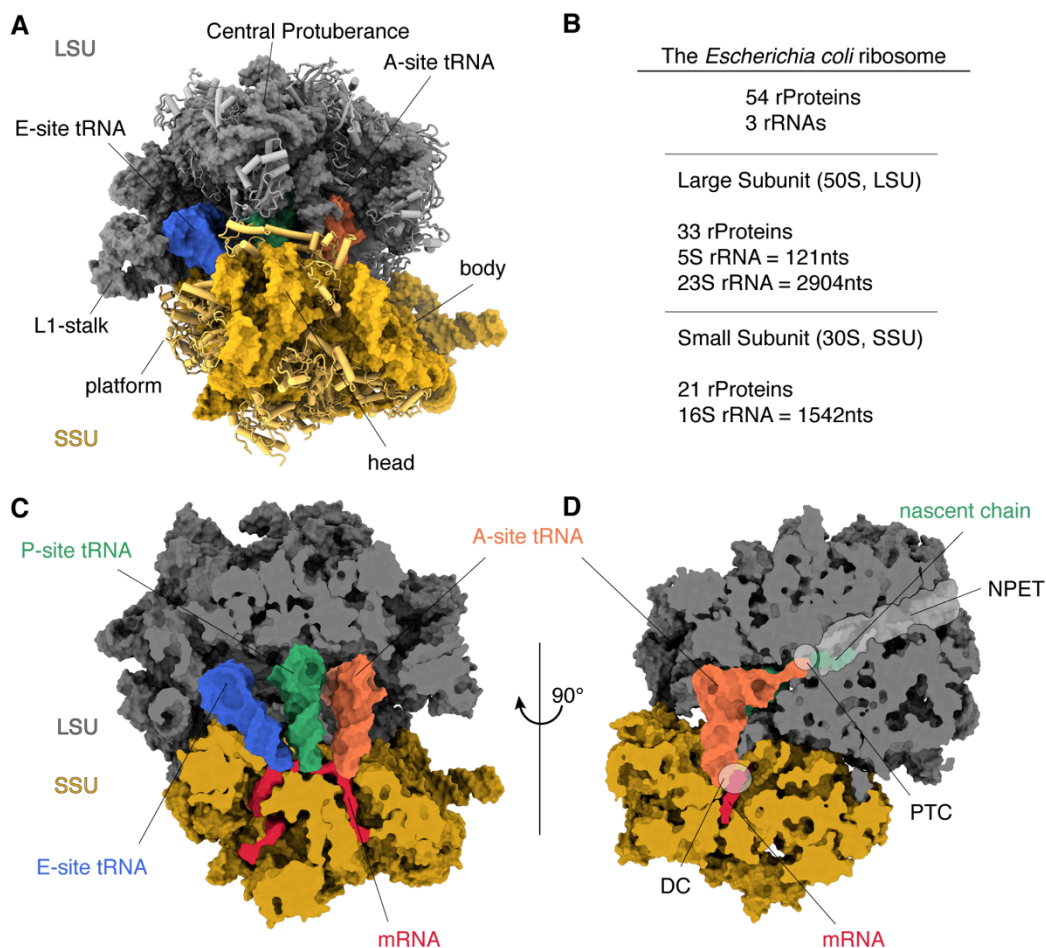 A
LSU
Central Protuberance
A-site tRNA
E-site tRNA
body
L1-stalk
platform
SSU
head
B
The Escherichia coli ribosome
54 rProteins
3 rRNAs
Large Subunit (50S, LSU)
33 rProteins
5S rRNA = 121nts
23S rRNA = 2904nts
Small Subunit (30S, SSU)
21 rProteins
16S rRNA = 1542nts
C
P-site tRNA
A-site tRNA
LSU
SSU
E-site tRNA
mRNA
90°
D
nascent chain
NPET
PTC
DC
mRNA